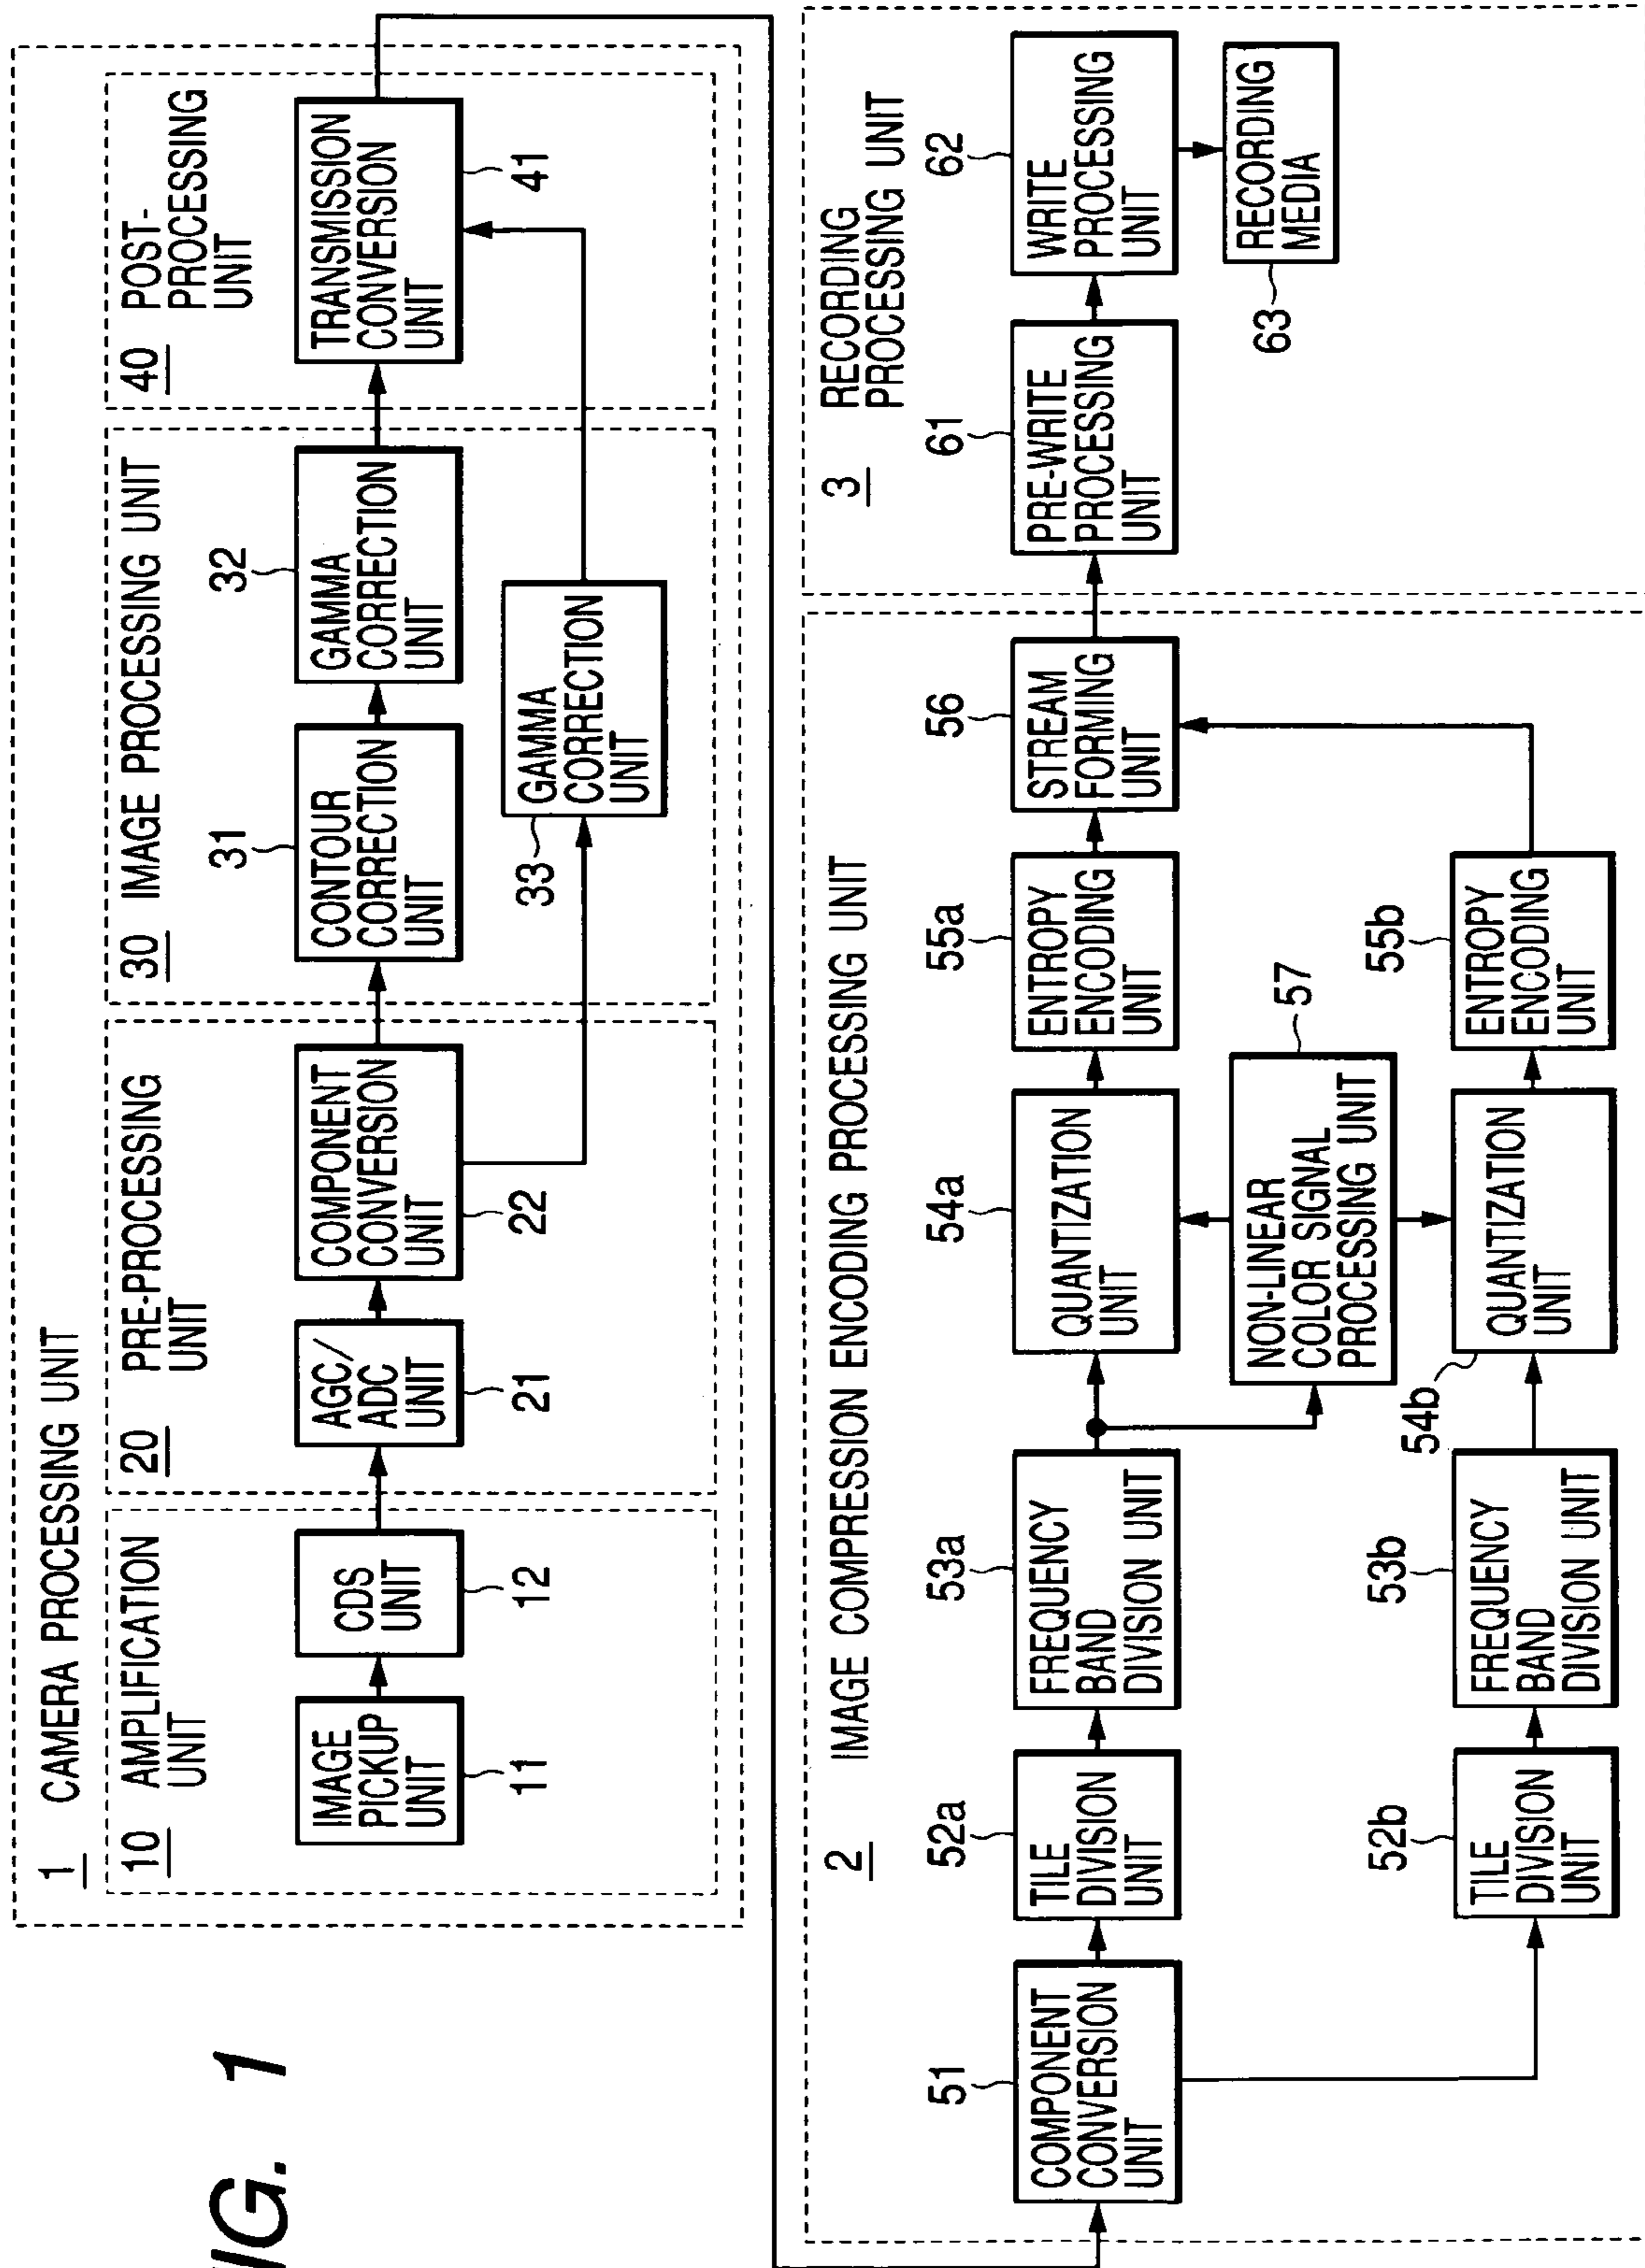 FIG. 1
1 CAMERA PROCESSING UNIT
10 AMPLIFICATION
UNIT
IMAGE
PICKUP
UNIT
11
CDS
UNIT
12
20 PRE-PROCESSING
UNIT
AGC/
ADC
UNIT
21
COMPONENT
CONVERSION
UNIT
22
30 IMAGE PROCESSING UNIT
31
CONTOUR
CORRECTION
UNIT
32
GAMMA
CORRECTION
UNIT
33
GAMMA
CORRECTION
UNIT
40 POST-
PROCESSING
UNIT
TRANSMISSION
CONVERSION
UNIT
41
2 IMAGE COMPRESSION ENCODING PROCESSING UNIT
51
COMPONENT
CONVERSION
UNIT
52a
TILE
DIVISION
UNIT
53a
FREQUENCY
BAND
DIVISION UNIT
54a
QUANTIZATION
UNIT
55a
ENTROPY
ENCODING
UNIT
56
STREAM
FORMING
UNIT
57
NON-LINEAR
COLOR SIGNAL
PROCESSING UNIT
52b
TILE
DIVISION
UNIT
53b
FREQUENCY
BAND
DIVISION UNIT
54b
QUANTIZATION
UNIT
55b
ENTROPY
ENCODING
UNIT
3 RECORDING
PROCESSING UNIT
61
PRE-WRITE
PROCESSING
UNIT
62
WRITE
PROCESSING
UNIT
63
RECORDING
MEDIA